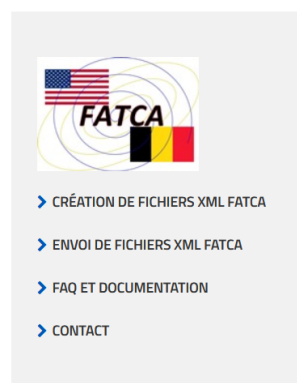 FATCA
CRÉATION DE FICHIERS XML FATCA
ENVOI DE FICHIERS XML FATCA
FAQ ET DOCUMENTATION
CONTACT